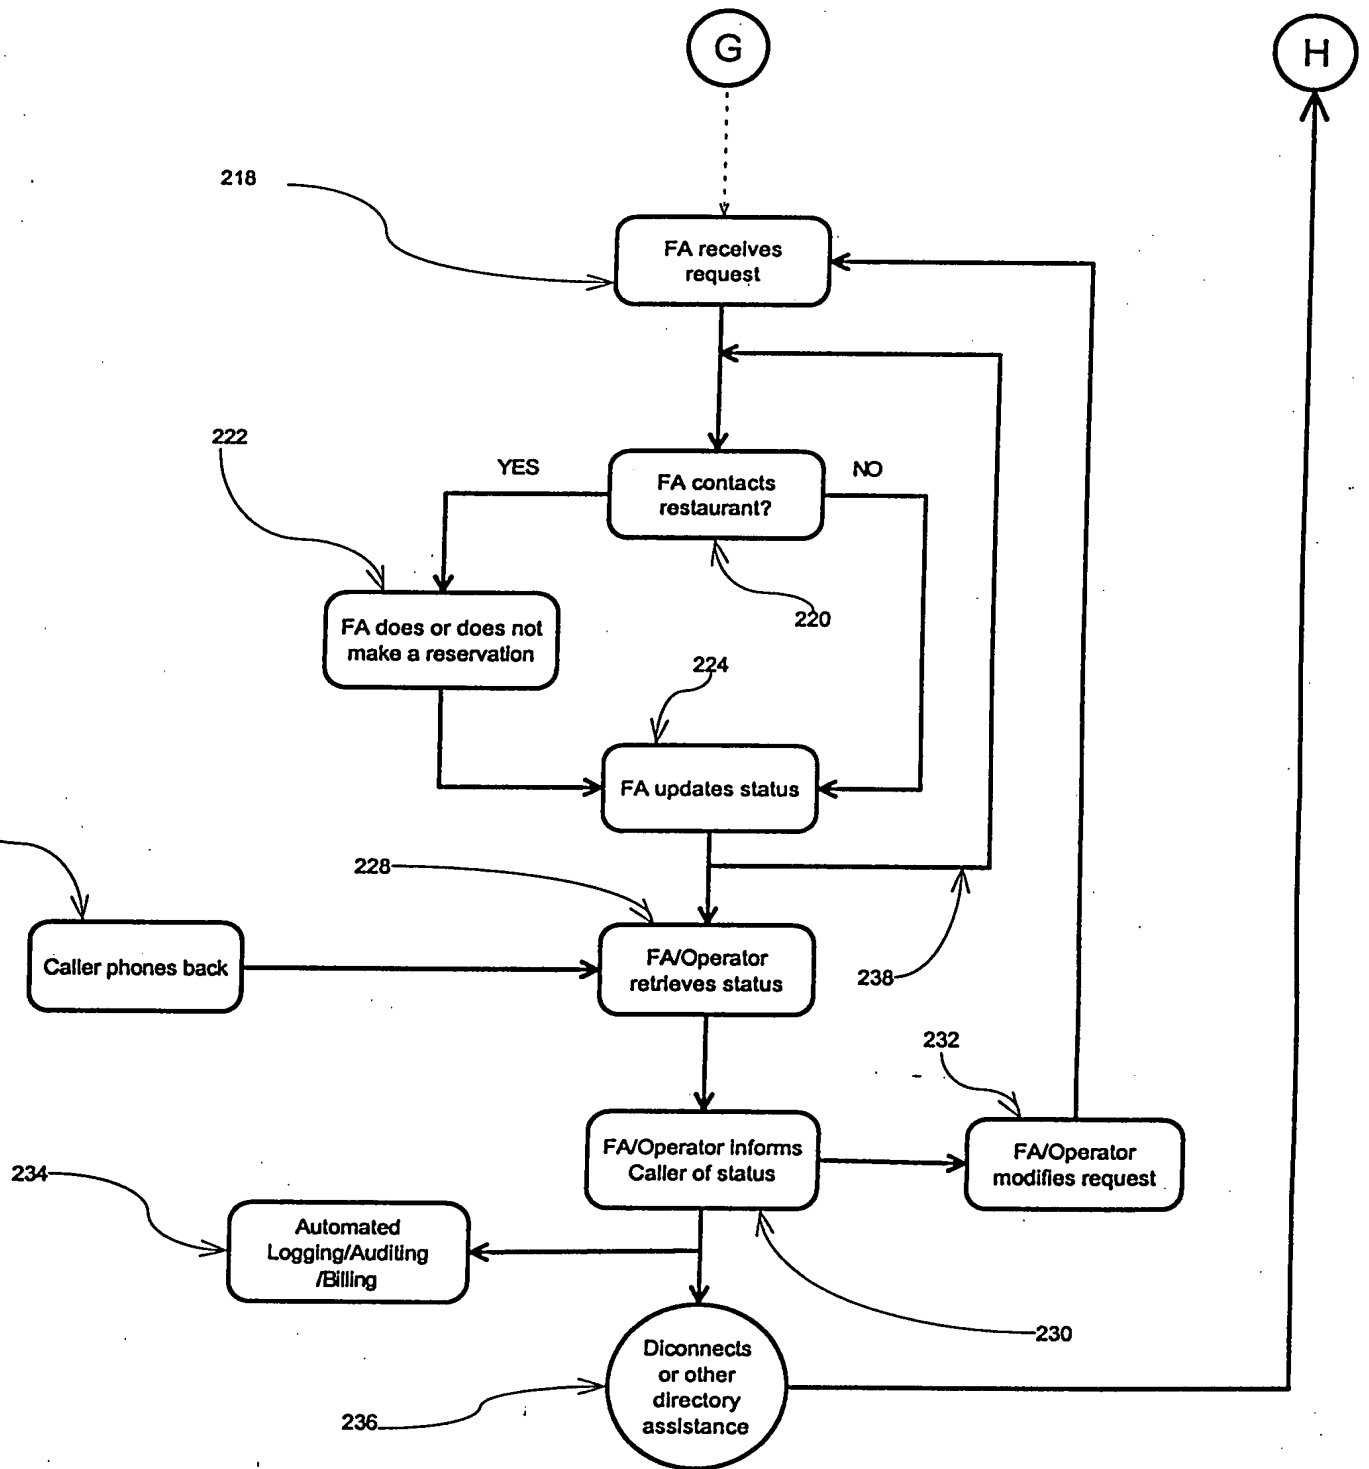 G
H
218
FA receives
request
222
YES
FA contacts
restaurant?
NO
220
FA does or does not
make a reservation
224
FA updates status
228
Caller phones back
FA/Operator
retrieves status
238
232
FA/Operator informs
Caller of status
FA/Operator
modifies request
234
Automated
Logging/Auditing
/Billing
230
Diconnects
or other
directory
assistance
236